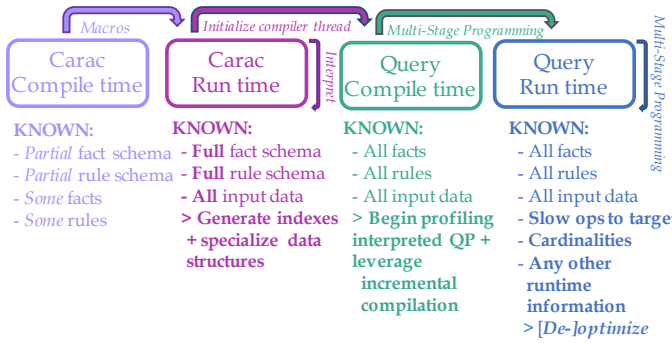 Macros
Initialize compiler thread
Multi-Stage Programming
Carac
Compile time
Carac
Run time
Interpret
Query
Compile time
Query
Run time
Multi-Stage Programming
KNOWN:
- Partial fact schema
- Partial rule schema
- Some facts
- Some rules
KNOWN:
- Full fact schema
- Full rule schema
- All input data
> Generate indexes
+ specialize data
structures
KNOWN:
- All facts
- All rules
- All input data
> Begin profiling
interpreted QP +
leverage
incremental
compilation
KNOWN:
- All facts
- All rules
- All input data
- Slow ops to target
- Cardinalities
- Any other
runtime
information
> [De-]optimize